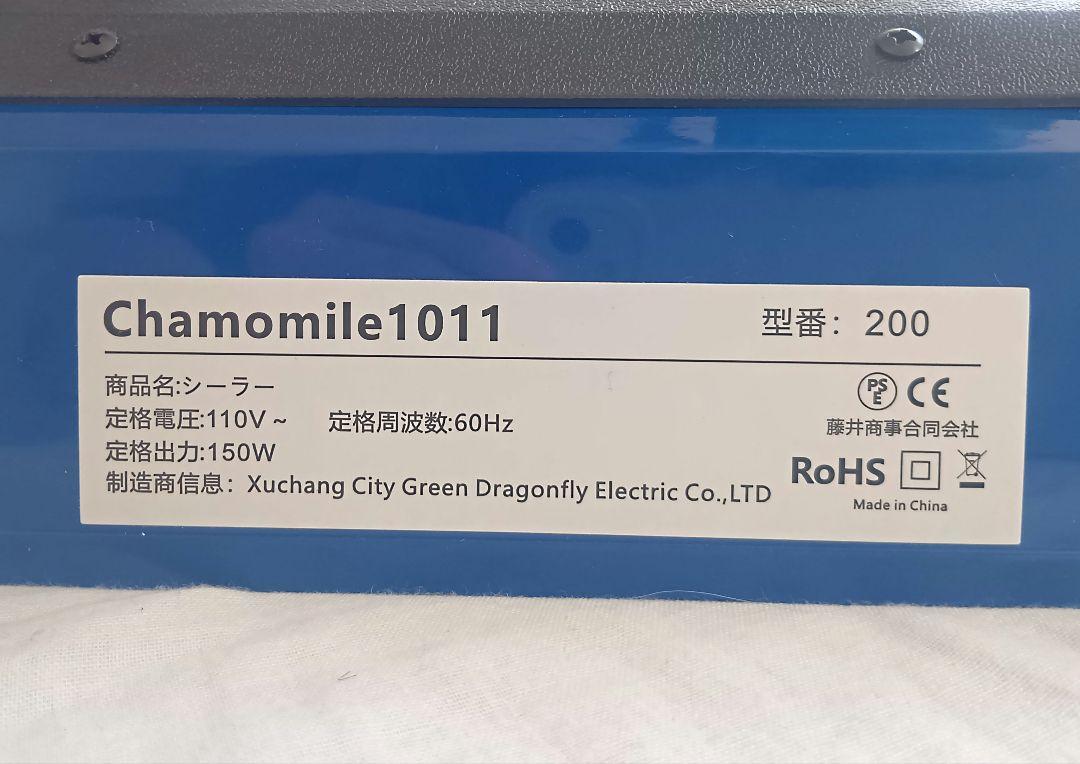 Chamomile1011
型番：200
商品名:シーラー
定格電圧:110V～ 定格周波数:60Hz
定格出力:150W
制造商信息：Xuchang City Green Dragonfly Electric Co.,LTD
PSE CE
藤井商事合同会社
RoHS
Made in China